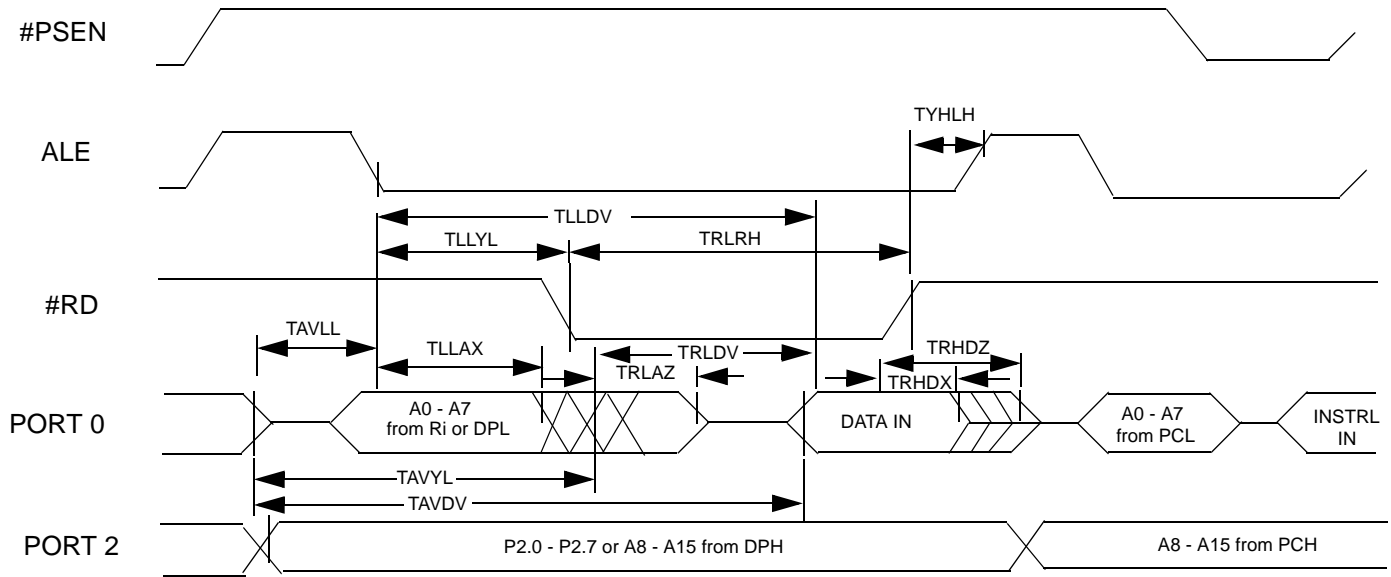 #PSEN
TYHLH
ALE
TLLDV
TLLYL
TRLRH
#RD
TAVLL
TLLAX
TRLDV
TRHDZ
TRLAZ
TRHDX
PORT 0
A0 - A7
from Ri or DPL
DATA IN
A0 - A7
from PCL
INSTRL
IN
TAVYL
TAVDV
PORT 2
P2.0 - P2.7 or A8 - A15 from DPH
A8 - A15 from PCH